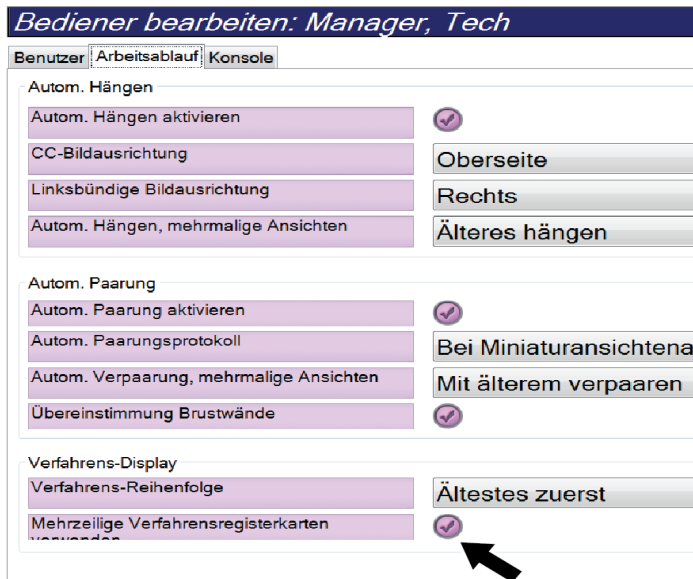 Bediener bearbeiten: Manager, Tech
Benutzer Arbeitsablauf Konsole
Autom. Hängen
Autom. Hängen aktivieren
CC-Bildausrichtung Oberseite
Linksbündige Bildausrichtung Rechts
Autom. Hängen, mehrmalige Ansichten Älteres hängen
Autom. Paarung
Autom. Paarung aktivieren
Autom. Paarungsprotokoll Bei Miniaturansichtena
Autom. Verpaarung, mehrmalige Ansichten Mit älterem verpaaren
Übereinstimmung Brustwände
Verfahrens-Display
Verfahrens-Reihenfolge Ältestes zuerst
Mehrzeilige Verfahrensregisterkarten